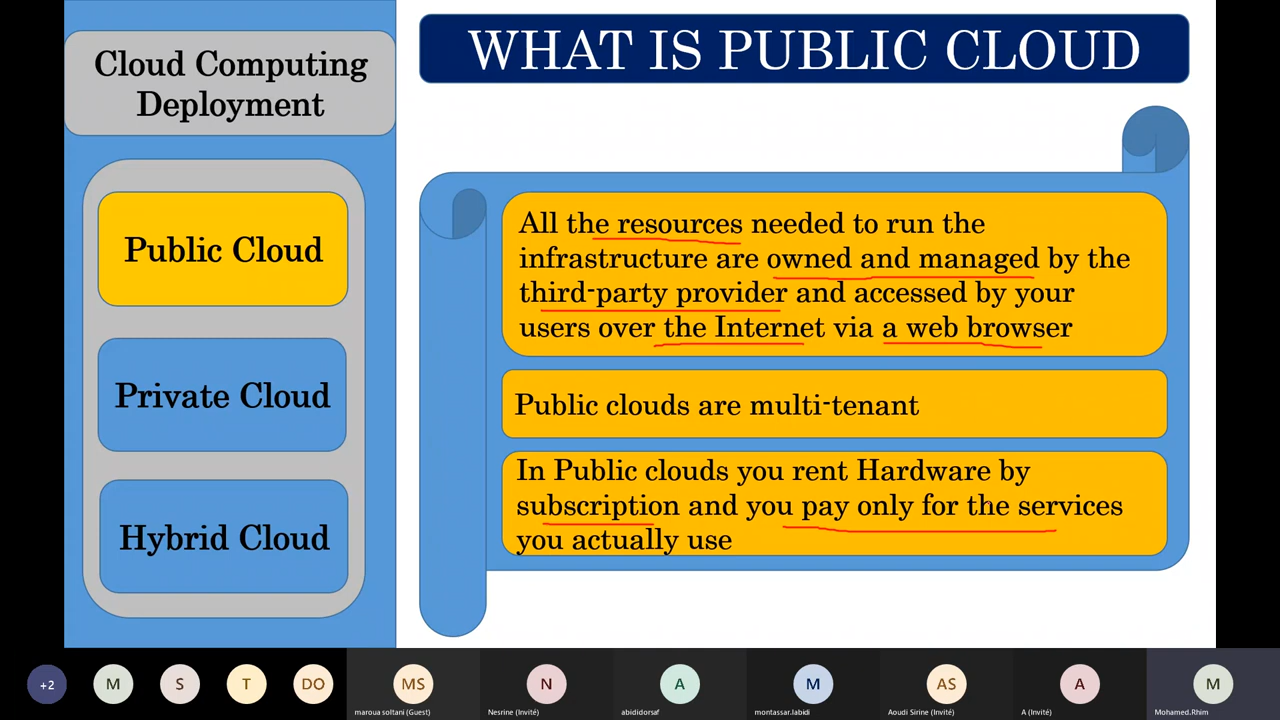 Cloud Computing
Deployment
Public Cloud
Private Cloud
Hybrid Cloud
WHAT IS PUBLIC CLOUD
All the resources needed to run the
infrastructure are owned and managed by the
third-party provider and accessed by your
users over the Internet via a web browser
Public clouds are multi-tenant
In Public clouds you rent Hardware by
subscription and you pay only for the services
you actually use
+2
M
S
T
DO
MS
N
A
M
AS
A
M
maroua soltani (Guest)
Nesrine (Invité)
abididorsaf
montassar.labidi
Aoudi Sirine (Invité)
A (Invité)
Mohamed.Rhim